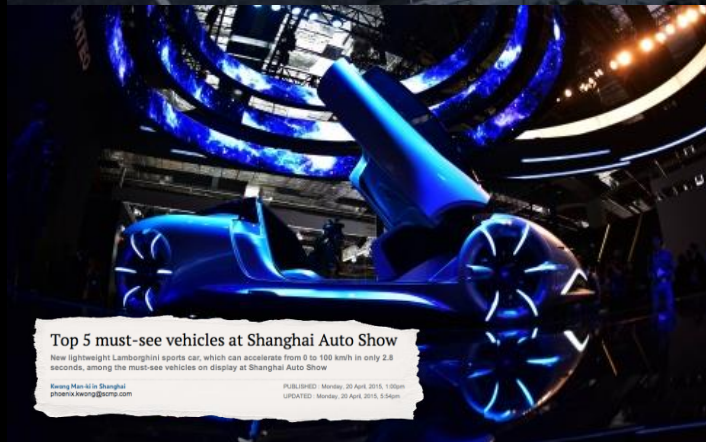 Top 5 must-see vehicles at Shanghai Auto Show
New lightweight Lamborghini sports car, which can accelerate from 0 to 100 km/h in only 2.8
seconds, among the must-see vehicles on display at Shanghai Auto Show
Kwong Man-ki in Shanghai
phoenix.kwong@scmp.com
PUBLISHED : Monday, 20 April, 2015, 1:00pm
UPDATED : Monday, 20 April, 2015, 5:54pm